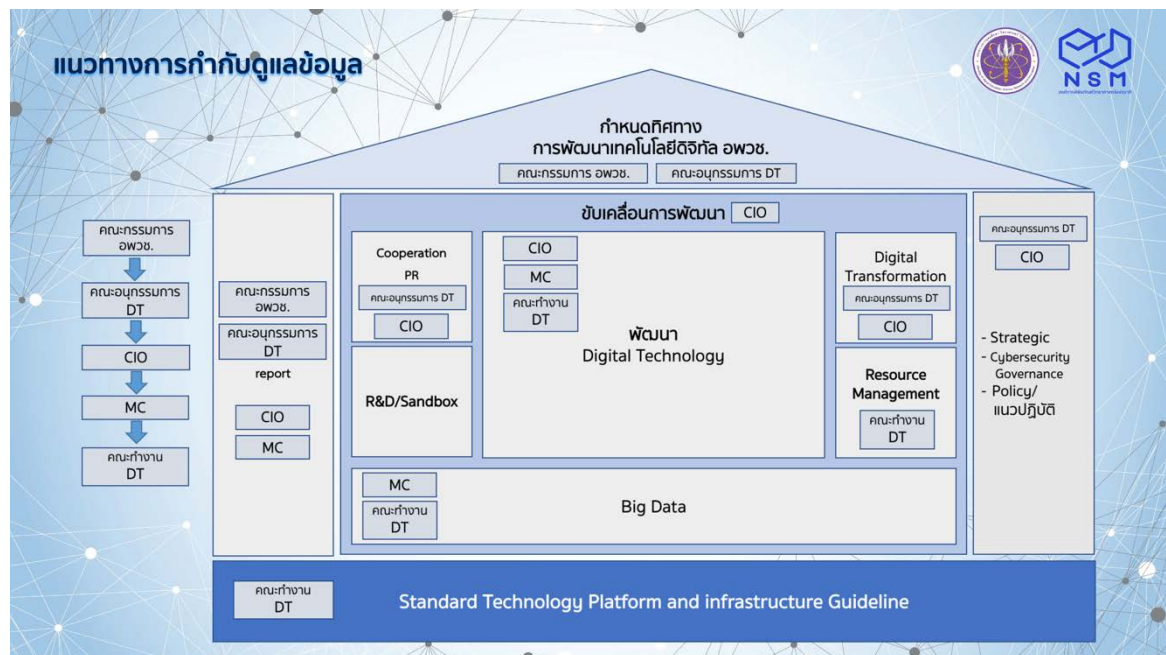 แนวทางการกำกับดูแลข้อมูล
NSM
กำหนดทิศทาง
การพัฒนาเทคโนโลยีดิจิทัล อพวช.
คณะกรรมการ อพวช.
คณะอนุกรรมการ DT
คณะกรรมการ
อพวช.
คณะอนุกรรมการ
DT
CIO
MC
คณะทำงาน
DT
คณะกรรมการ
อพวช.
คณะอนุกรรมการ
DT
report
CIO
MC
ขับเคลื่อนการพัฒนา CIO
Cooperation
PR
คณะอนุกรรมการ DT
CIO
R&D/Sandbox
CIO
MC
คณะทำงาน
DT
พัฒนา
Digital Technology
Digital
Transformation
คณะอนุกรรมการ DT
CIO
Resource
Management
คณะทำงาน
DT
MC
คณะทำงาน
DT
Big Data
คณะอนุกรรมการ DT
CIO
- Strategic
- Cybersecurity
Governance
- Policy/
แนวปฏิบัติ
คณะทำงาน
DT
Standard Technology Platform and infrastructure Guideline